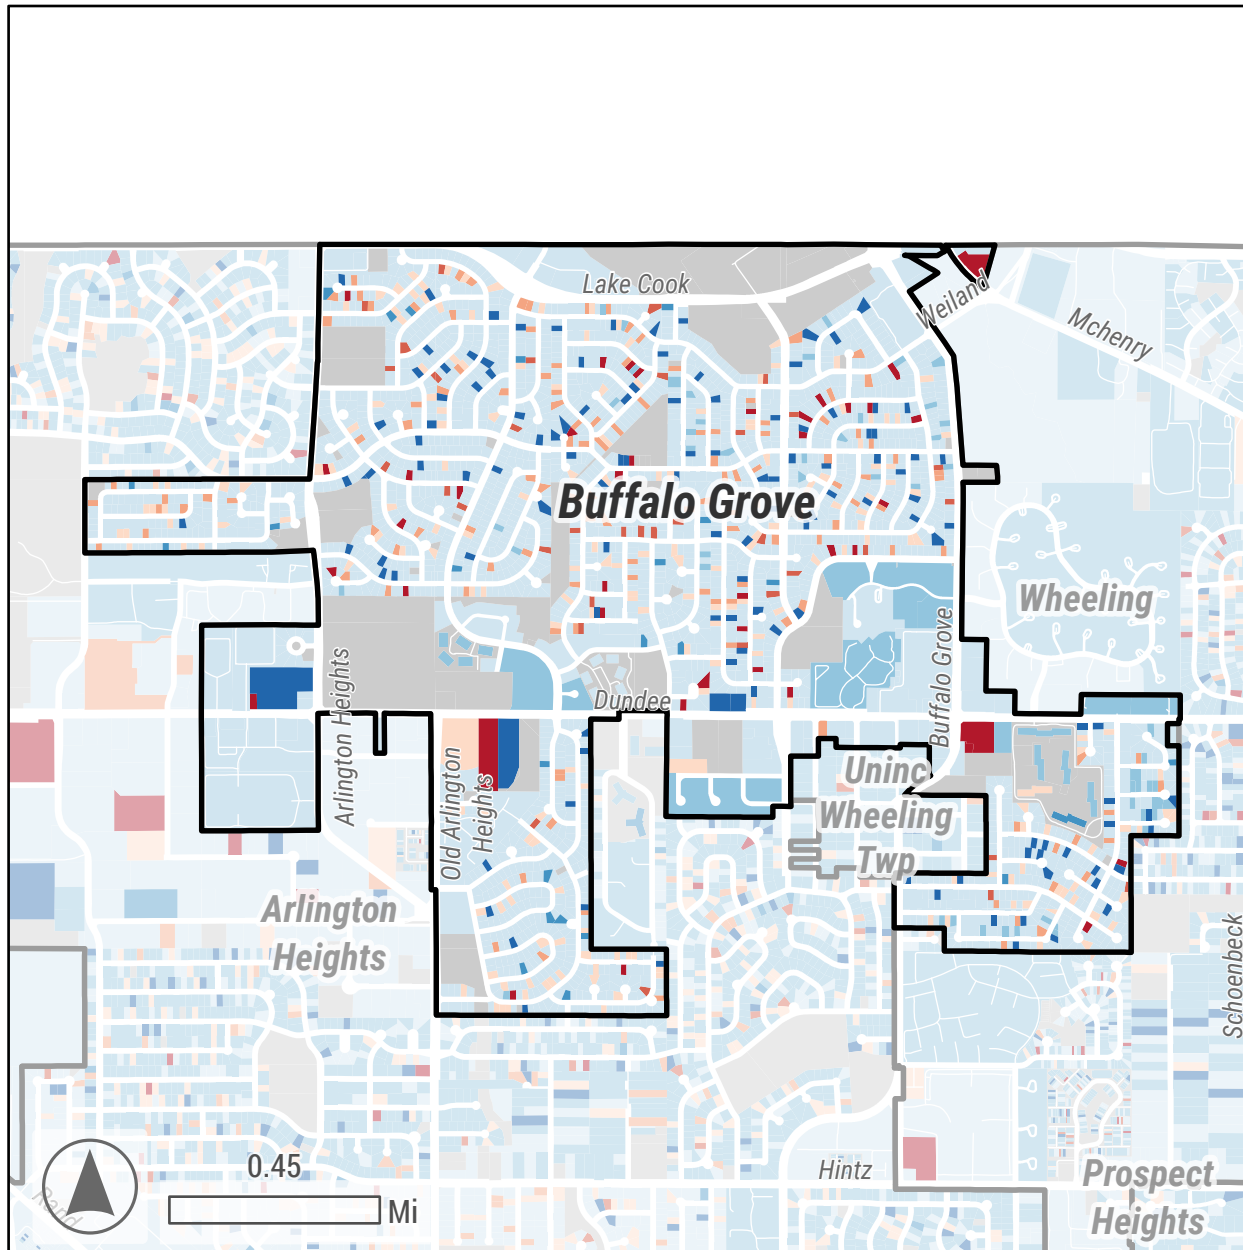 Lake Cook
Weiland
Mchenry
Buffalo Grove
Wheeling
Arlington Heights
Dundee
Buffalo Grove
Old Arlington
Heights
Uninc
Wheeling
Twp
Arlington
Heights
Schoenbeck
0.45
Mi
Rand
Hintz
Prospect
Heights